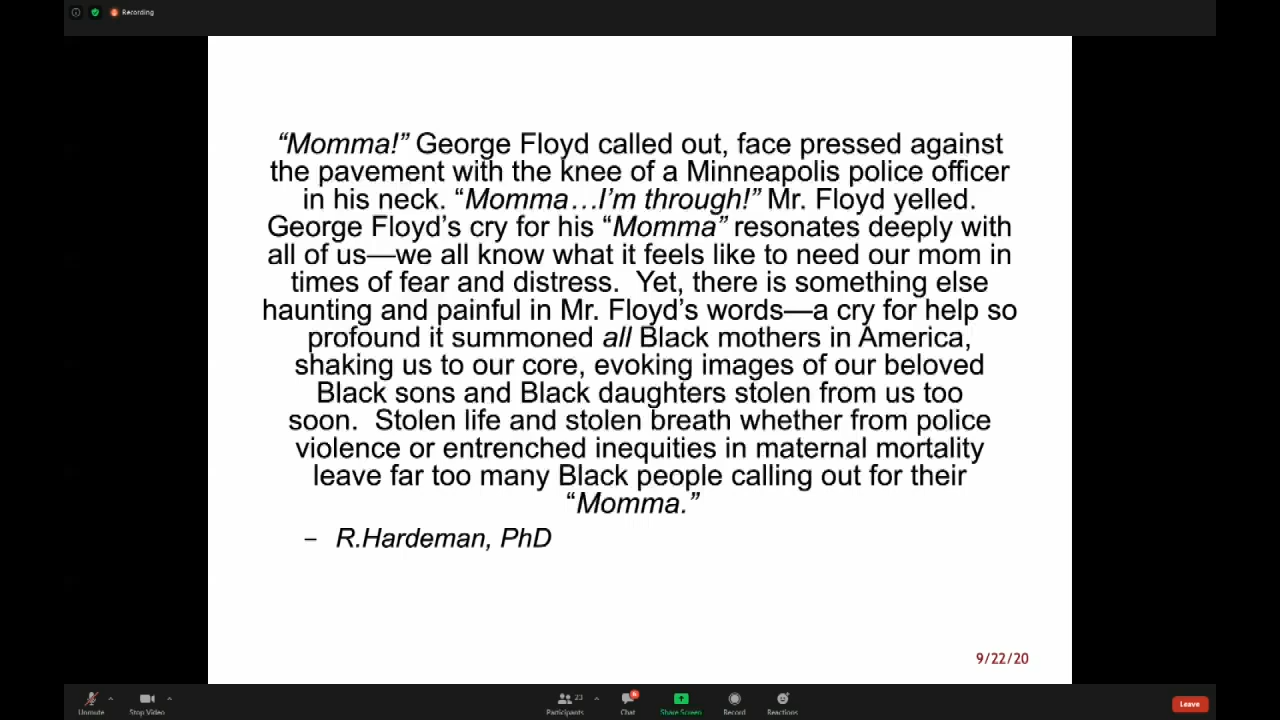 Recording
“Momma!” George Floyd called out, face pressed against
the pavement with the knee of a Minneapolis police officer
in his neck. “Momma…I’m through!” Mr. Floyd yelled.
George Floyd’s cry for his “Momma” resonates deeply with
all of us—we all know what it feels like to need our mom in
times of fear and distress.  Yet, there is something else
haunting and painful in Mr. Floyd’s words—a cry for help so
profound it summoned all Black mothers in America,
shaking us to our core, evoking images of our beloved
Black sons and Black daughters stolen from us too
soon.  Stolen life and stolen breath whether from police
violence or entrenched inequities in maternal mortality
leave far too many Black people calling out for their
“Momma.”
– R.Hardeman, PhD
9/22/20
Unmute Stop Video Participants 23 Chat Share Screen Record Reactions Leave